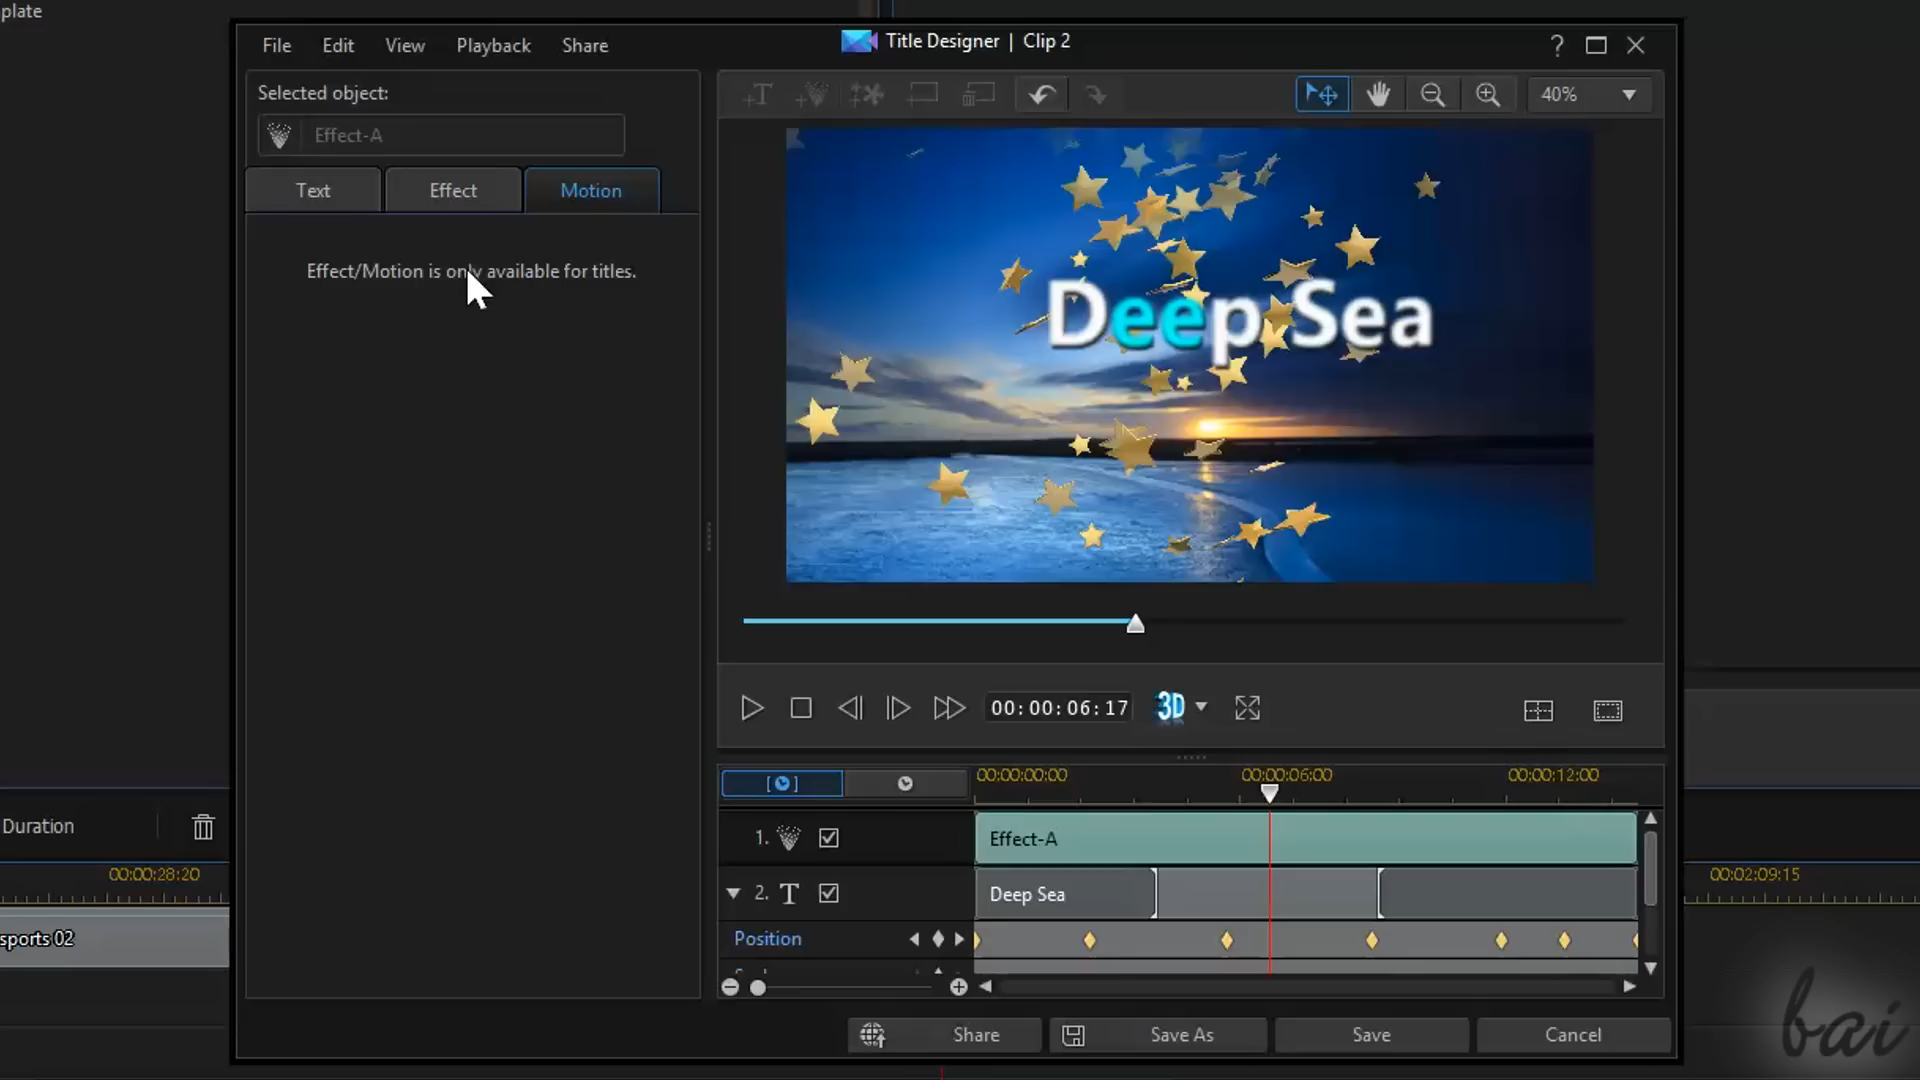 plate
File Edit View Playback Share
Title Designer | Clip 2
?
Selected object:
Effect-A
Text Effect Motion
Effect/Motion is only available for titles.
40%
Deep Sea
00:00:06:17
3D
00:00:00:00 00:00:06:00 00:00:12:00
1. Effect-A
2. T Deep Sea
Position
Duration
00:00:28:20
sports 02
00:02:09:15
Share Save As Save Cancel
bai